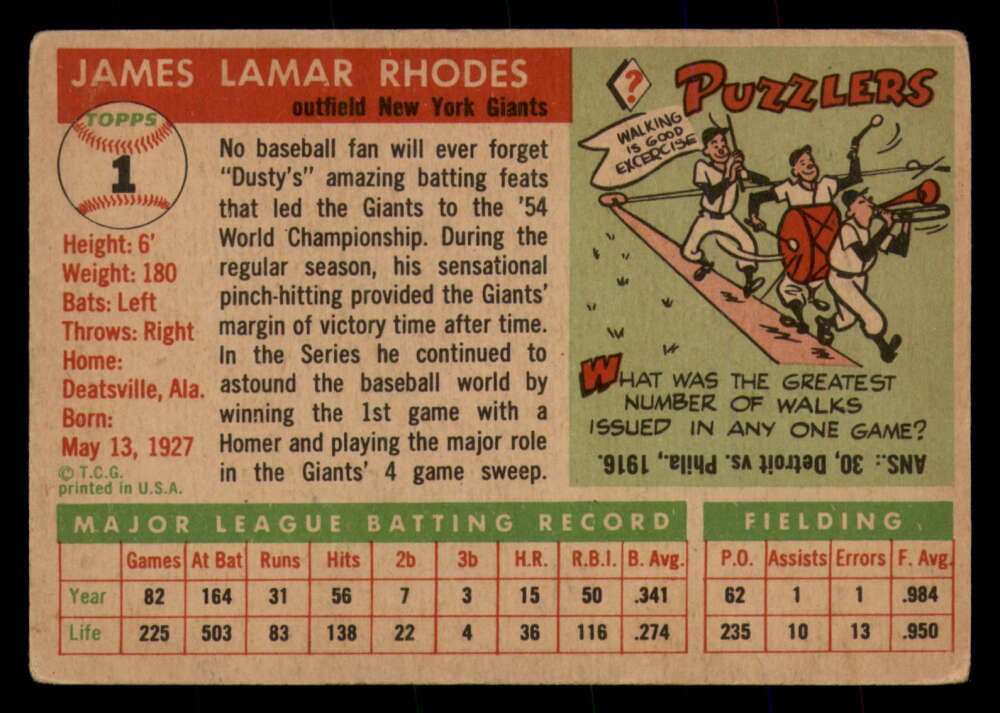 JAMES LAMAR RHODES
outfield New York Giants
TOPPS
1
Height: 6'
Weight: 180
Bats: Left
Throws: Right
Home:
Deatsville, Ala.
Born:
May 13, 1927
© T.C.G.
printed in U.S.A.
No baseball fan will ever forget
"Dusty's" amazing batting feats
that led the Giants to the '54
World Championship. During the
regular season, his sensational
pinch-hitting provided the Giants'
margin of victory time after time.
In the Series he continued to
astound the baseball world by
winning the 1st game with a
Homer and playing the major role
in the Giants' 4 game sweep.
? PUZZLERS
WALKING
IS GOOD
EXCERCISE
WHAT WAS THE GREATEST
NUMBER OF WALKS
ISSUED IN ANY ONE GAME?
ANS.: 30, Detroit vs. Phila., 1916.
MAJOR LEAGUE BATTING RECORD FIELDING
Games At Bat Runs Hits 2b 3b H.R. R.B.I. B. Avg. P.O. Assists Errors F. Avg.
Year 82 164 31 56 7 3 15 50 .341 62 1 1 .984
Life 225 503 83 138 22 4 36 116 .274 235 10 13 .950